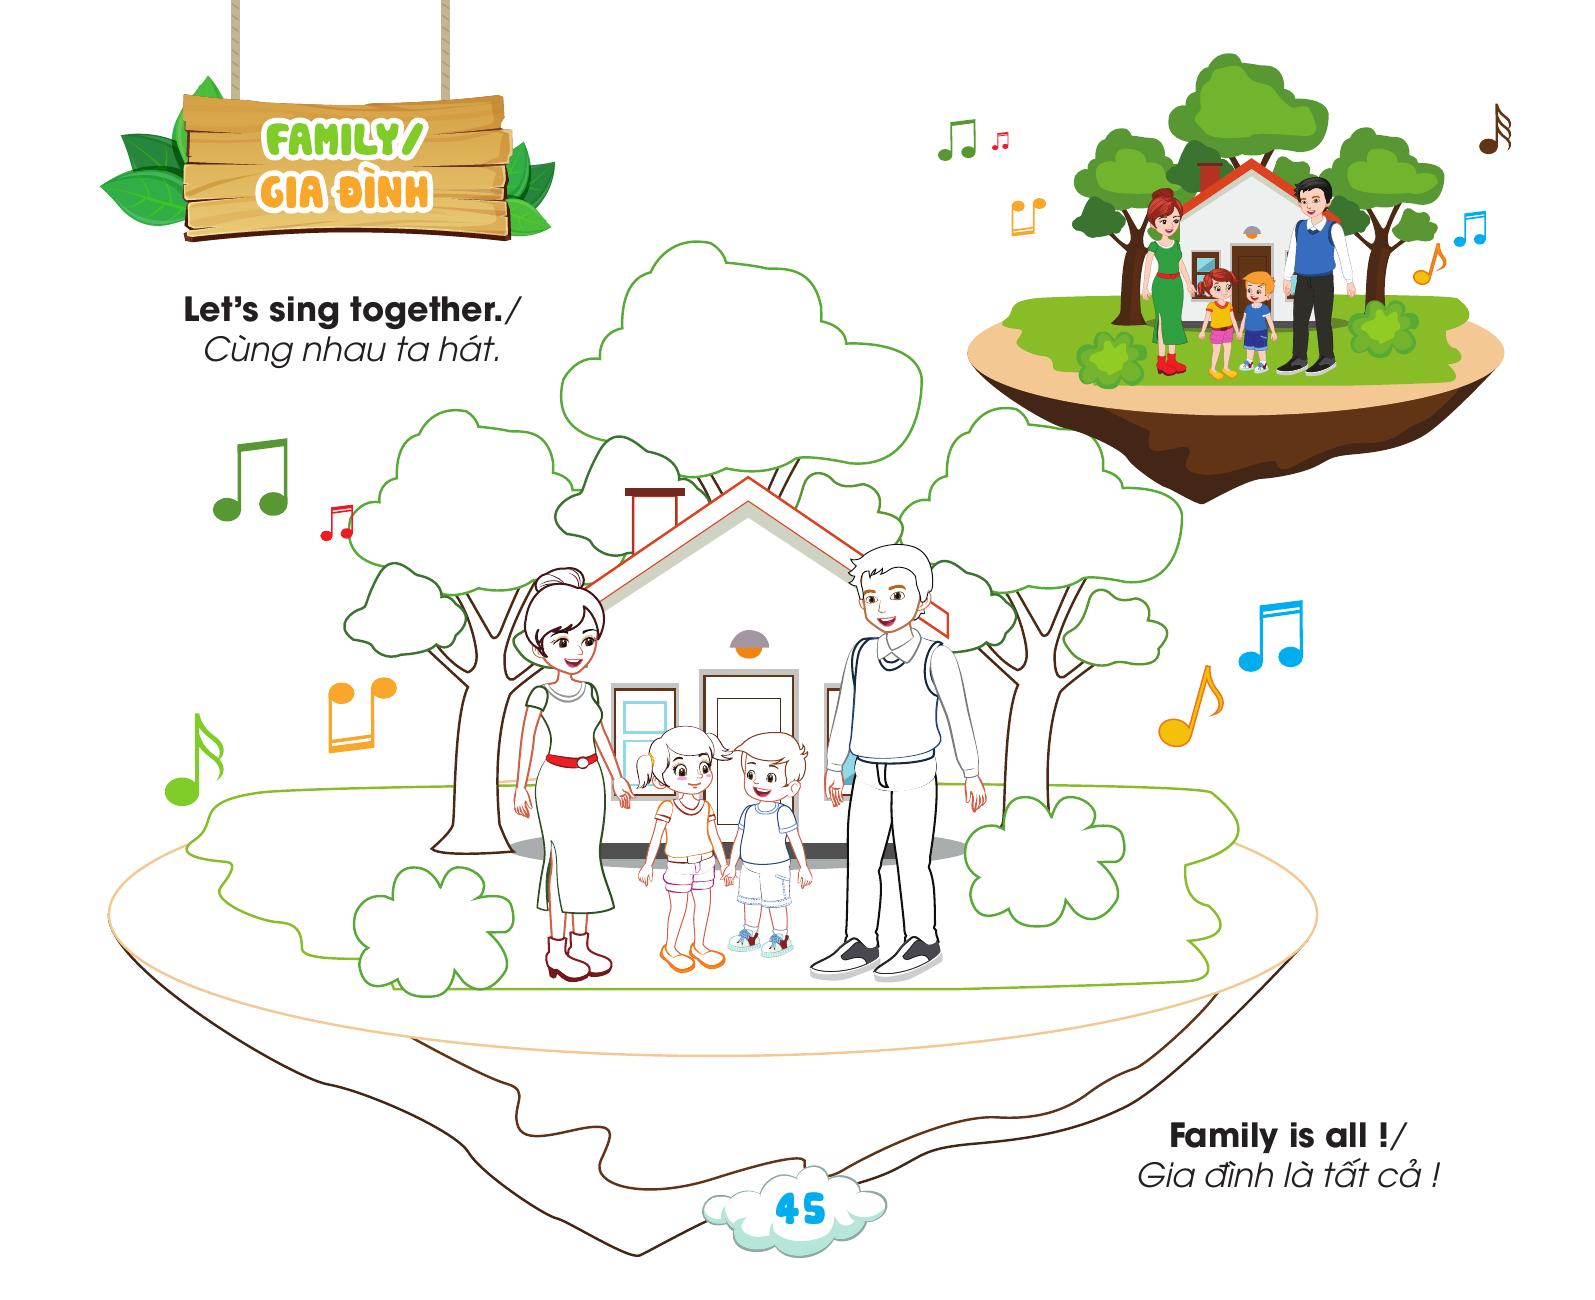 FAMILY/
GIA ĐÌNH
Let's sing together./
Cùng nhau ta hát.
Family is all !/
Gia đình là tất cả !
45